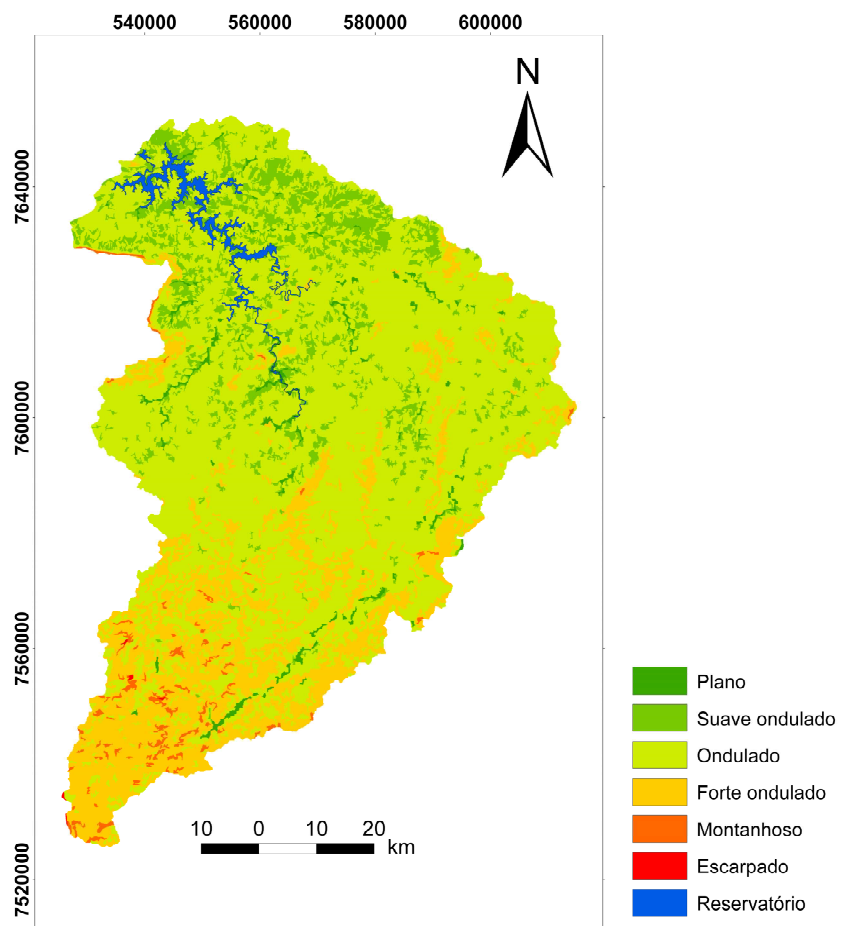 540000 560000 580000 600000
N
7640000
7600000
7560000
7520000
10 0 10 20
km
Plano
Suave ondulado
Ondulado
Forte ondulado
Montanhoso
Escarpado
Reservatório